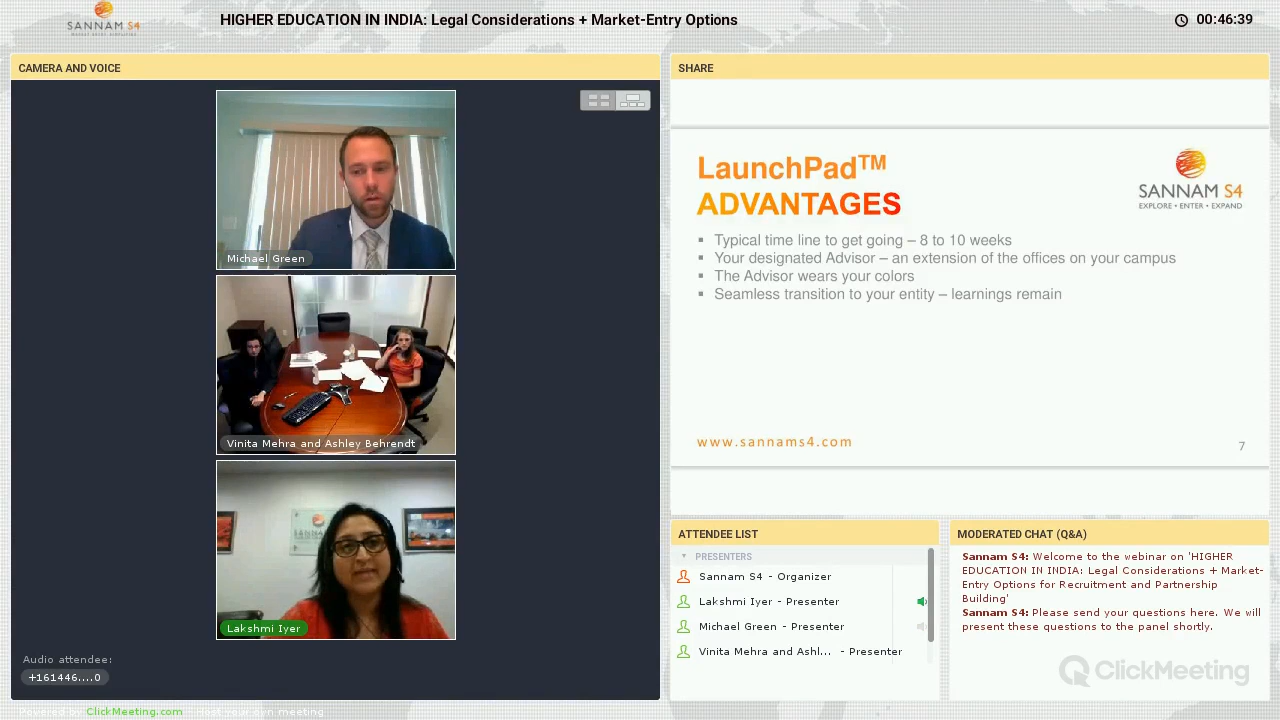 SANNAM S4
HIGHER EDUCATION IN INDIA: Legal Considerations + Market-Entry Options
00:46:39
CAMERA AND VOICE
Michael Green
Vinita Mehra and Ashley Behrendt
SANNAM
Lakshmi Iyer
Audio attendee:
+161446....0
Powered by ClickMeeting.com - Host your own meeting
SHARE
LaunchPad™
ADVANTAGES
SANNAM S4
EXPLORE • ENTER • EXPAND
▪ Typical time line to get going – 8 to 10 weeks
▪ Your designated Advisor – an extension of the offices on your campus
▪ The Advisor wears your colors
▪ Seamless transition to your entity – learnings remain
www.sannams4.com
7
ATTENDEE LIST
PRESENTERS
Sannam S4 - Organizer
Lakshmi Iyer - Presenter
Michael Green - Presenter
Vinita Mehra and Ashl... - Presenter
MODERATED CHAT (Q&A)
Sannam S4: Welcome to the webinar on 'HIGHER
EDUCATION IN INDIA: Legal Considerations + Market-
Entry Options for Recruitment and Partnership
Building'
Sannam S4: Please send your questions here. We will
present these questions to the panel shortly.
ClickMeeting